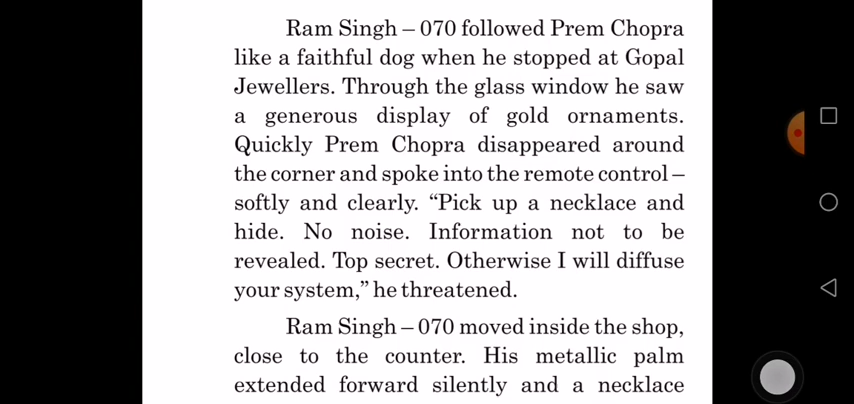 Ram Singh – 070 followed Prem Chopra
like a faithful dog when he stopped at Gopal
Jewellers. Through the glass window he saw
a generous display of gold ornaments.
Quickly Prem Chopra disappeared around
the corner and spoke into the remote control –
softly and clearly. “Pick up a necklace and
hide. No noise. Information not to be
revealed. Top secret. Otherwise I will diffuse
your system,” he threatened.
Ram Singh – 070 moved inside the shop,
close to the counter. His metallic palm
extended forward silently and a necklace